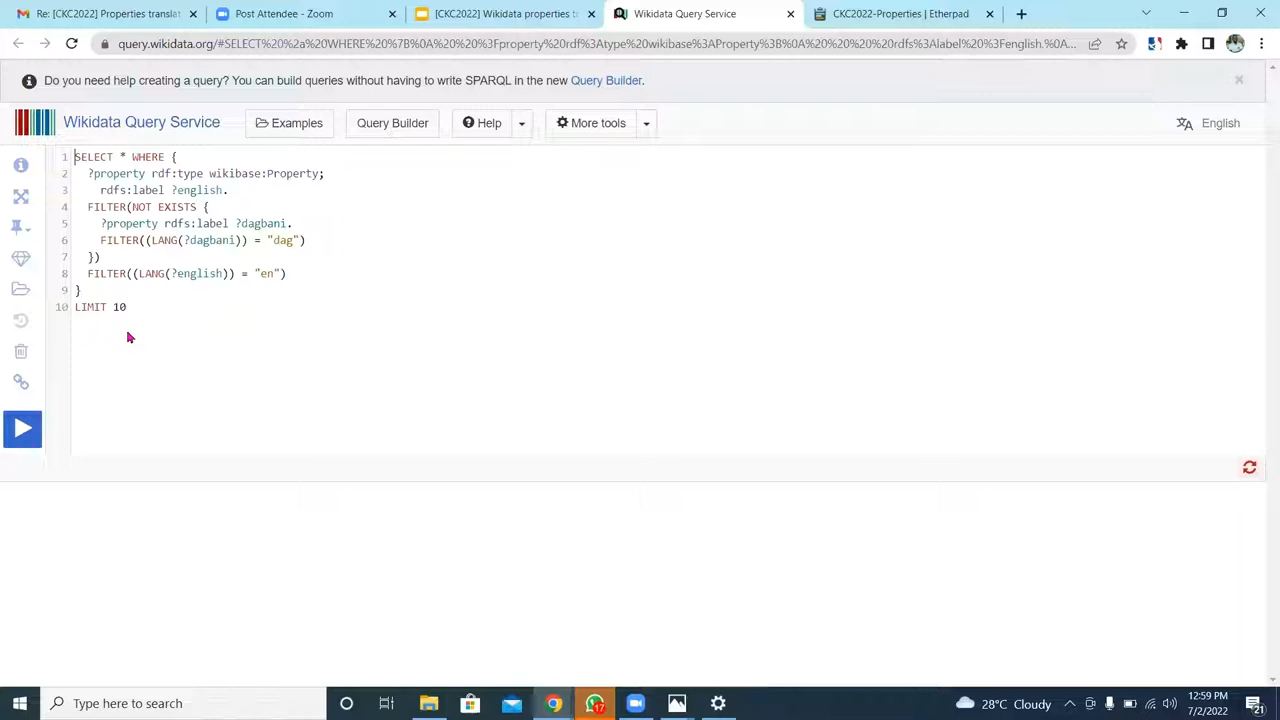 Re: [CKC2022] Properties translat
Post Attendee - Zoom
[CKC2022] Wikidata properties to
Wikidata Query Service
CKC2022-Properties | Etherpad
query.wikidata.org/#SELECT%20%2a%20WHERE%20%7B%0A%20%20%3Fproperty%20rdf%3Atype%20wikibase%3AProperty%3B%0A%20%20%20%20rdfs%3Alabel%20%3Fenglish.%0A...
Do you need help creating a query? You can build queries without having to write SPARQL in the new Query Builder.
Wikidata Query Service
Examples
Query Builder
Help
More tools
English
1 SELECT * WHERE {
2 ?property rdf:type wikibase:Property;
3 rdfs:label ?english.
4 FILTER(NOT EXISTS {
5 ?property rdfs:label ?dagbani.
6 FILTER((LANG(?dagbani)) = "dag")
7 })
8 FILTER((LANG(?english)) = "en")
9 }
10 LIMIT 10
Type here to search
17
28°C Cloudy
12:59 PM
7/2/2022
21